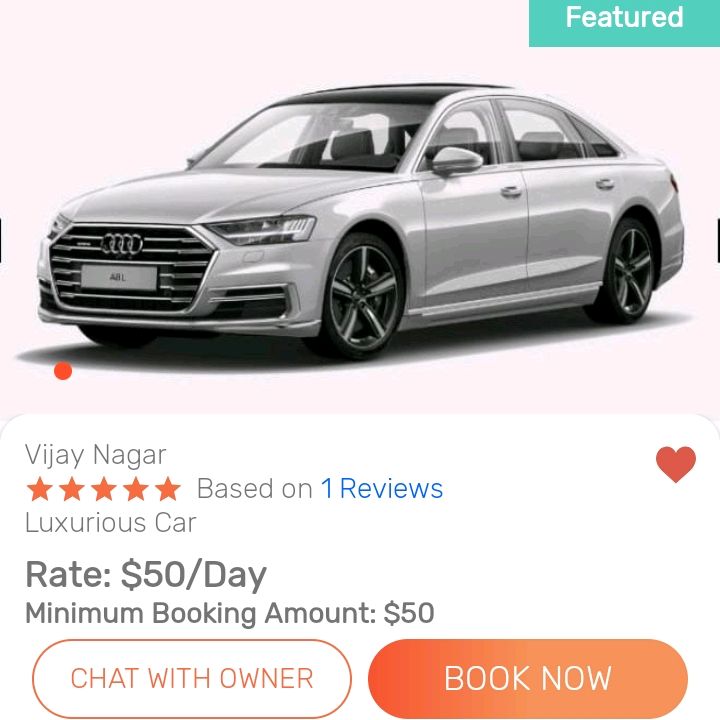 Featured
A8 L
Vijay Nagar
Based on 1 Reviews
Luxurious Car
Rate: $50/Day
Minimum Booking Amount: $50
CHAT WITH OWNER
BOOK NOW